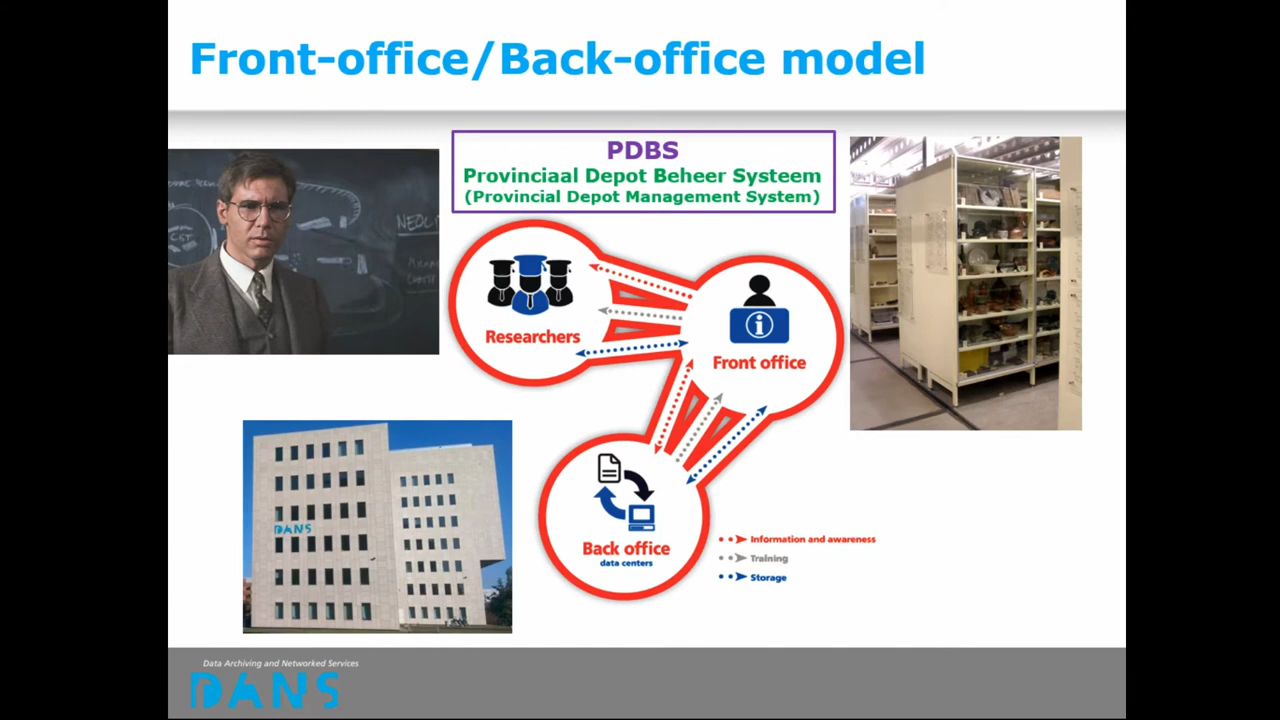 Front-office/Back-office model
PDBS
Provinciaal Depot Beheer Systeem
(Provincial Depot Management System)
Researchers
Front office
Back office
data centers
Information and awareness
Training
Storage
DANS
Data Archiving and Networked Services
DANS